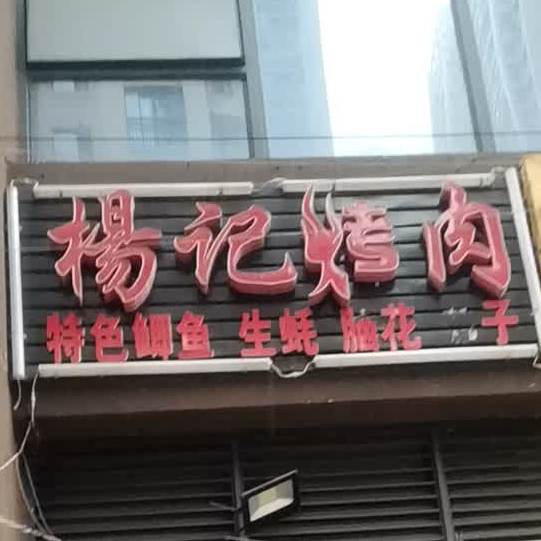 楊记烤肉
特色鲫鱼 生蚝 脑花 子